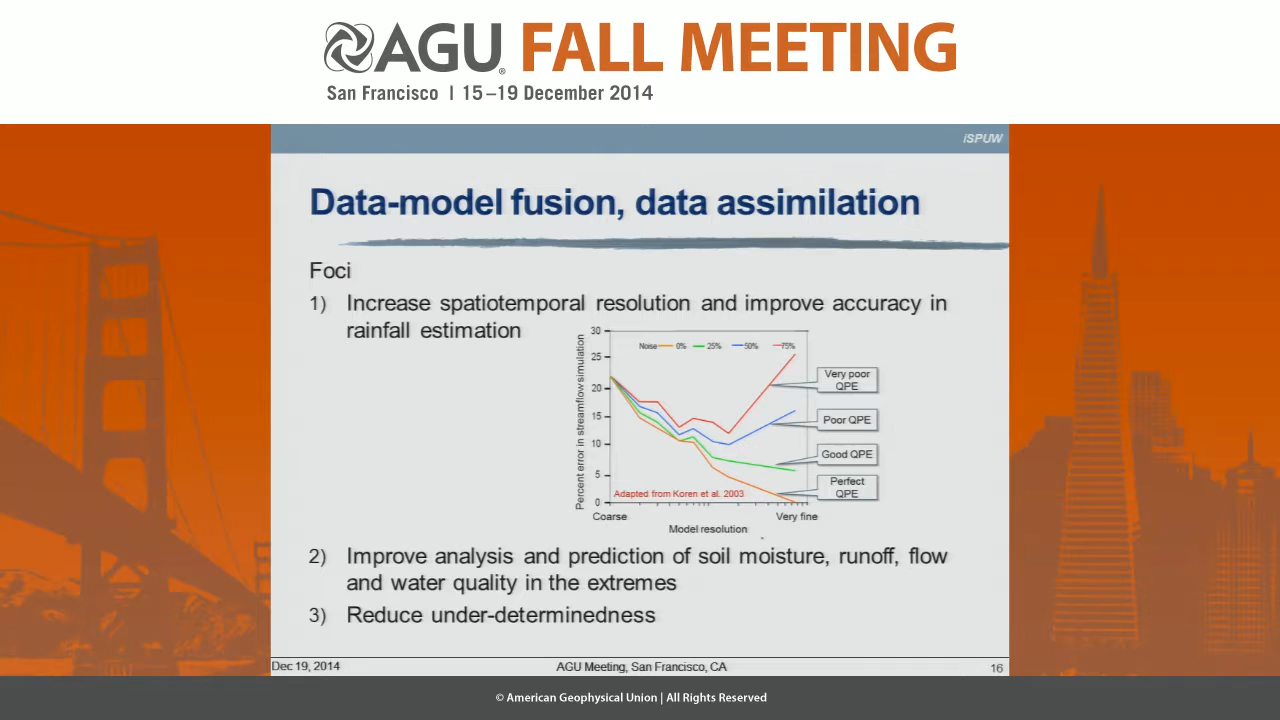 AGU FALL MEETING
San Francisco | 15–19 December 2014
iSPUW
Data-model fusion, data assimilation
Foci
1) Increase spatiotemporal resolution and improve accuracy in
rainfall estimation
Percent error in streamflow simulation
30
25
20
15
10
5
0
Noise 0% 25% 50% 75%
Very poor
QPE
Poor QPE
Good QPE
Perfect
QPE
Adapted from Koren et al. 2003
Coarse Very fine
Model resolution
2) Improve analysis and prediction of soil moisture, runoff, flow
and water quality in the extremes
3) Reduce under-determinedness
Dec 19, 2014 AGU Meeting, San Francisco, CA 16
© American Geophysical Union | All Rights Reserved